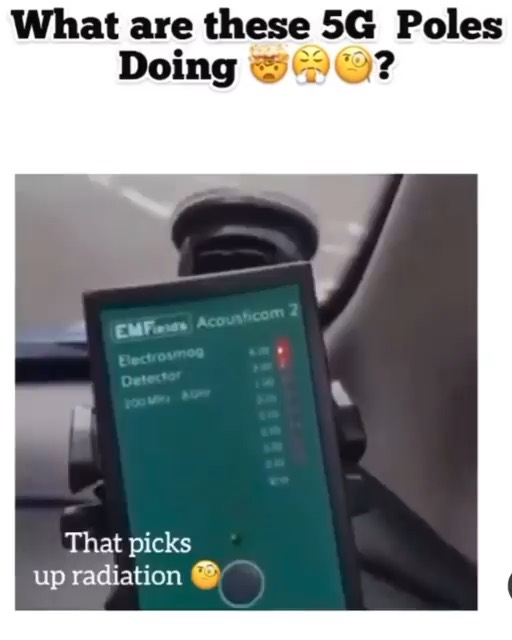 What are these 5G Poles
Doing 🤯😤🧐?
EMFields Acousticom 2
Electrosmog
Detector
200 MHz - 8 GHz
That picks
up radiation 🧐